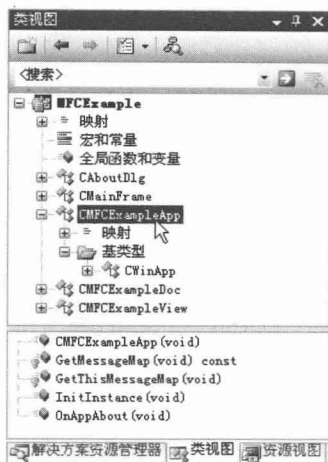 类视图
<搜索>
MFCExample
映射
宏和常量
全局函数和变量
CAboutDlg
CMainFrame
CMFCExampleApp
映射
基类型
CWinApp
CMFCExampleDoc
CMFCExampleView
CMFCExampleApp(void)
GetMessageMap(void) const
GetThisMessageMap(void)
InitInstance(void)
OnAppAbout(void)
解决方案资源管理器 类视图 资源视图